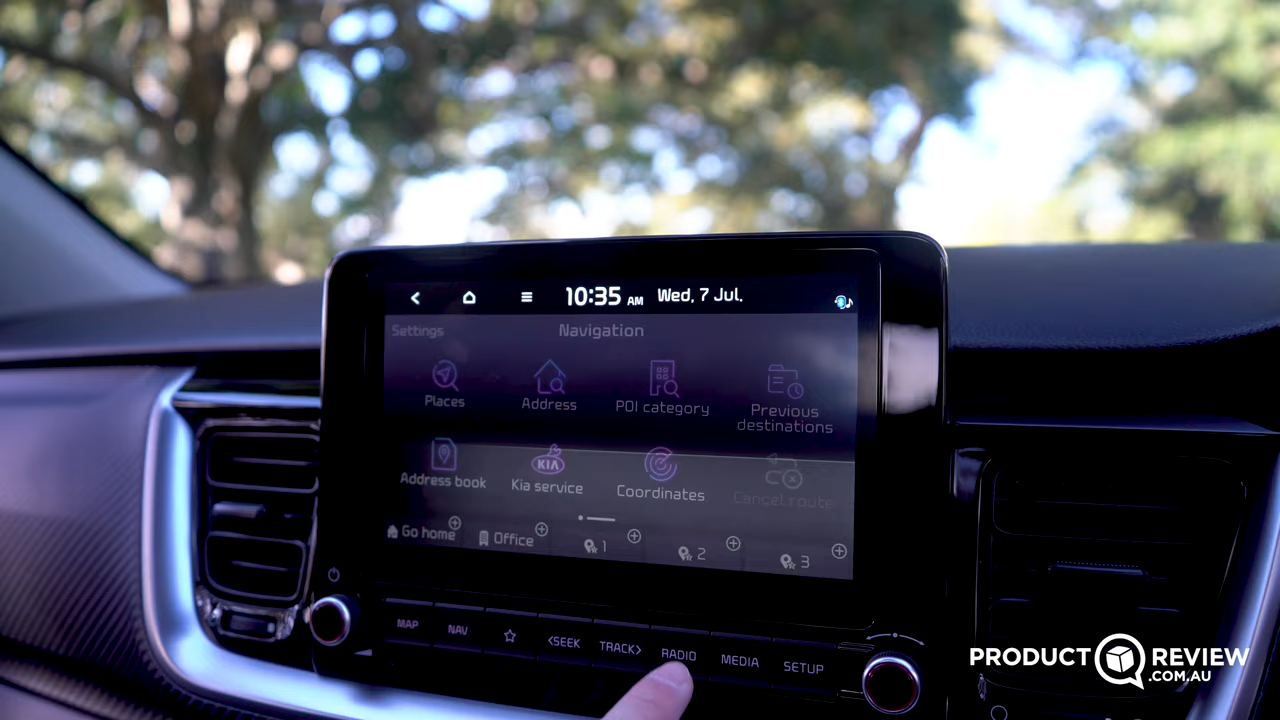 10:35 AM Wed, 7 Jul.
Settings Navigation
Places Address POI category Previous destinations
Address book KIA Kia service Coordinates Cancel route
Go home Office 1 2 3
MAP NAV <SEEK TRACK> RADIO MEDIA SETUP
PRODUCT REVIEW
.COM.AU